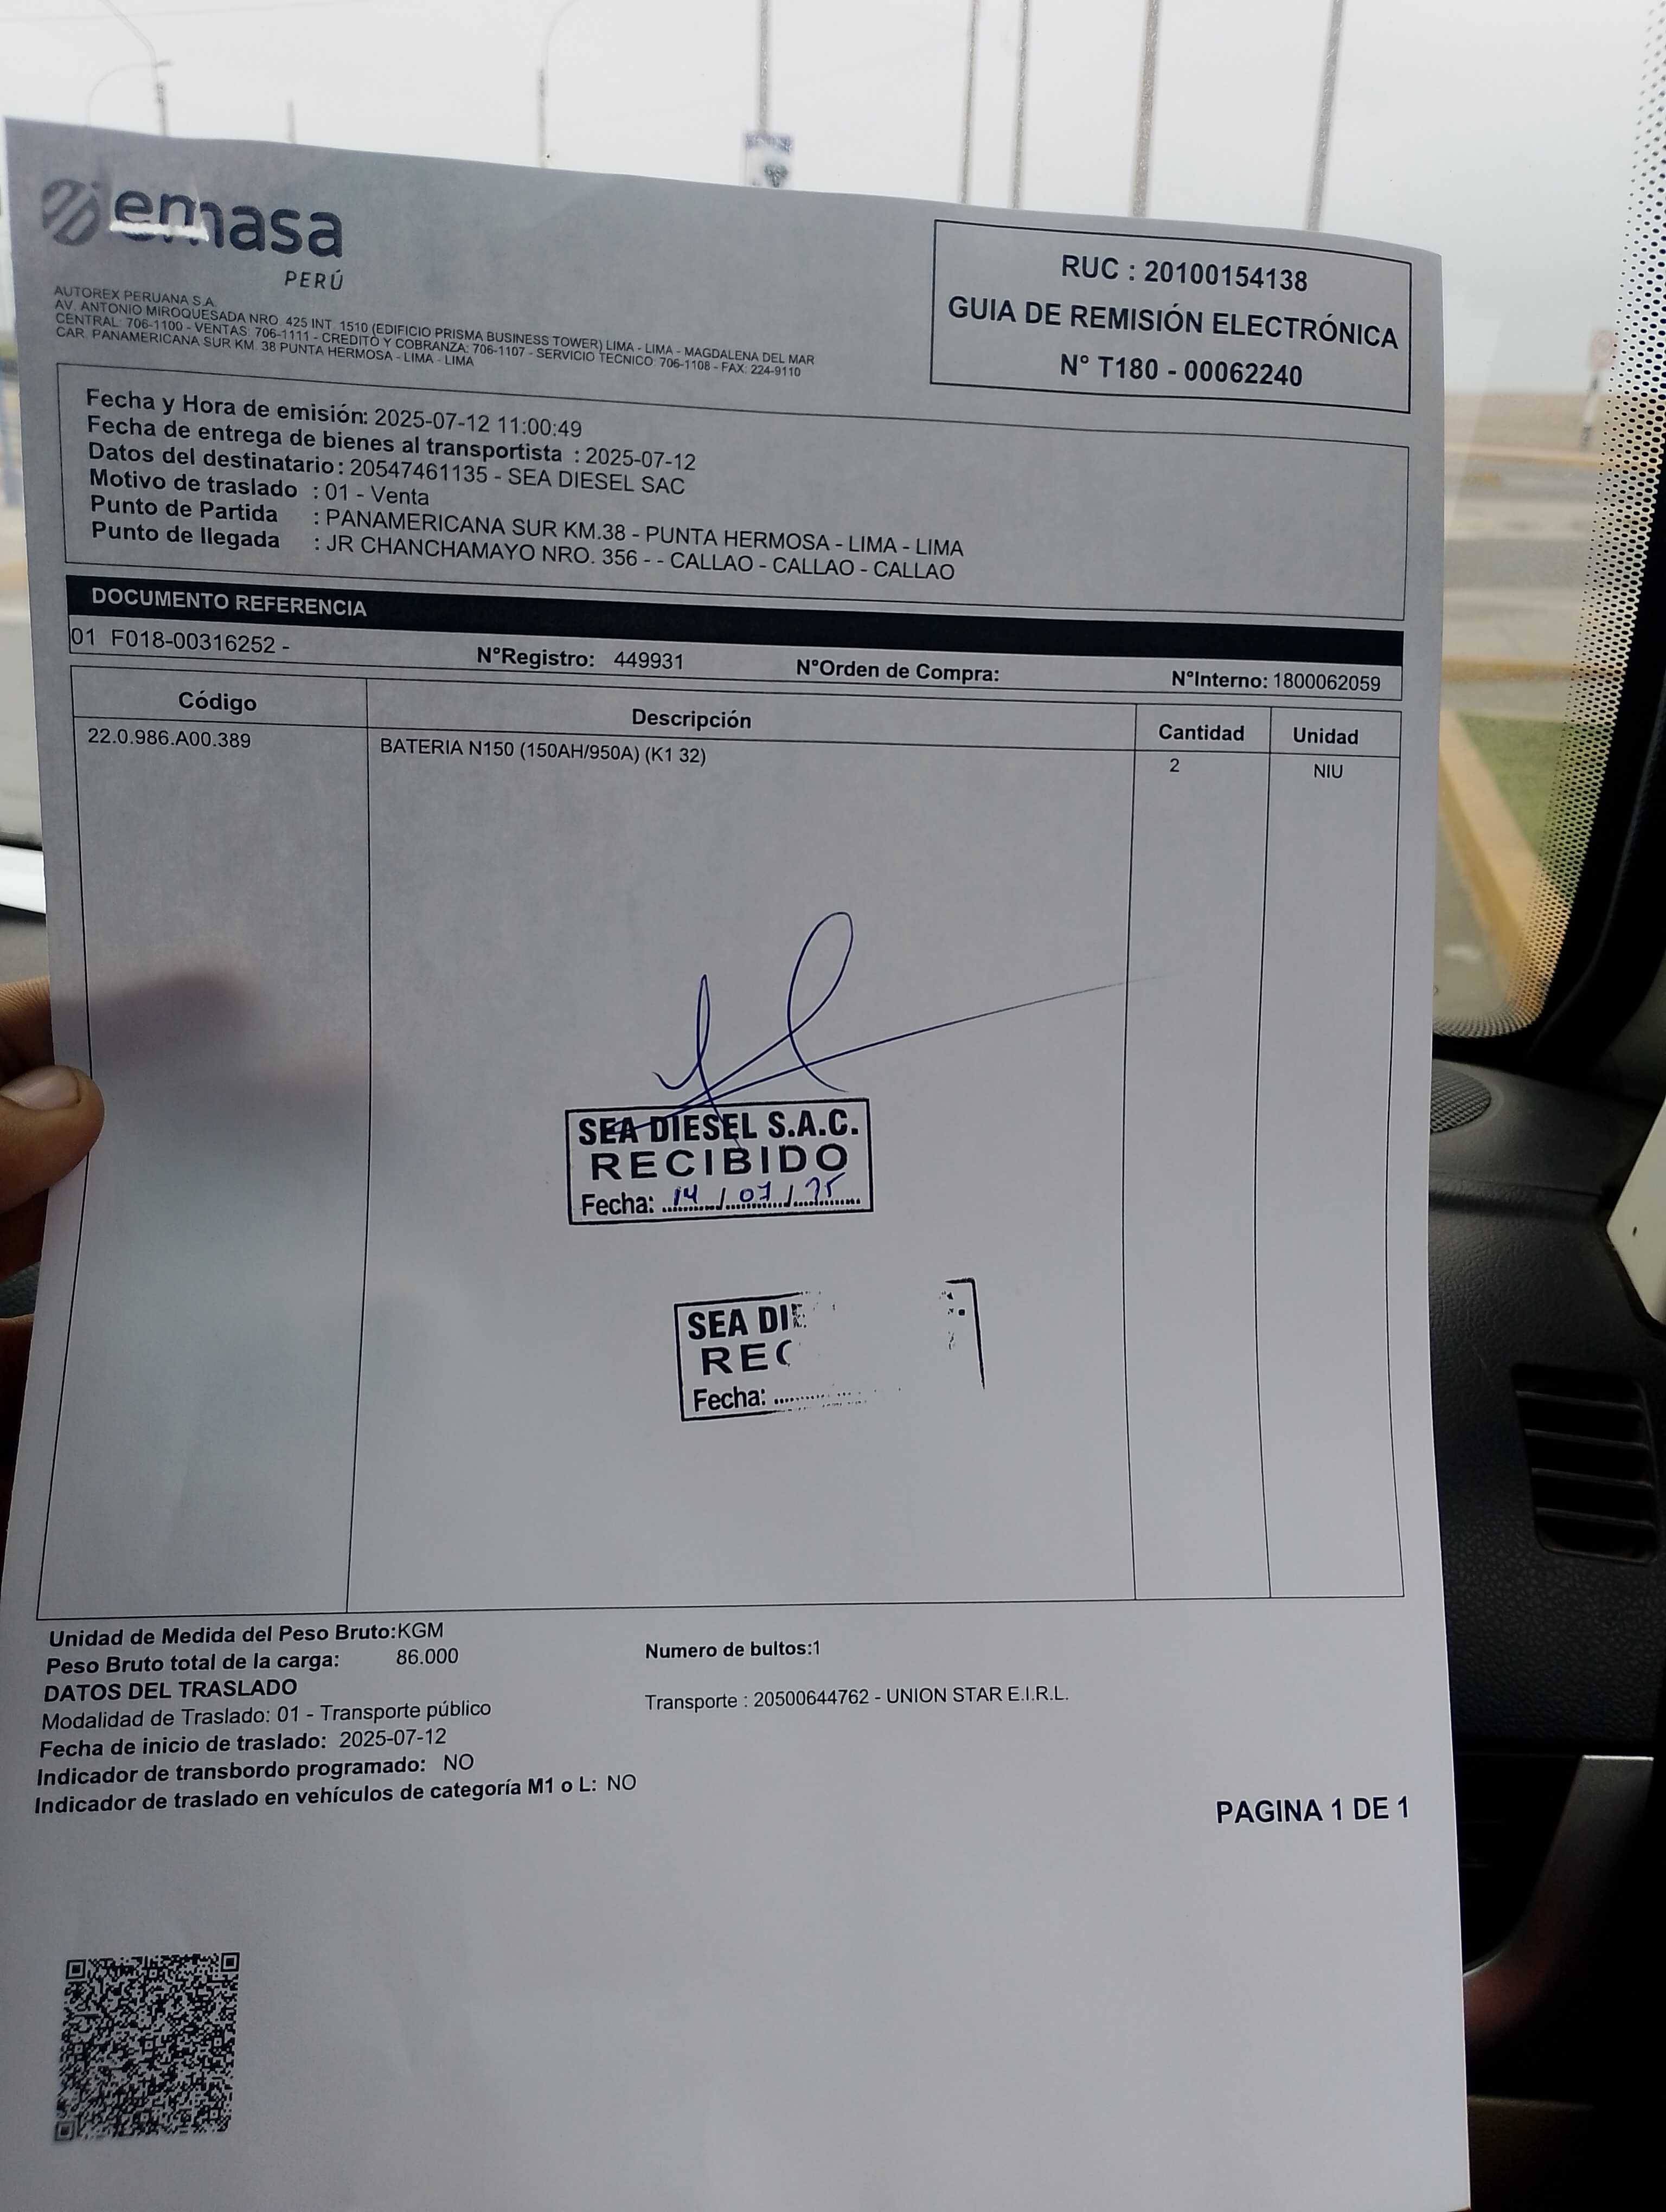 emasa
PERÚ
AUTOREX PERUANA S.A.
AV. ANTONIO MIROQUESADA NRO. 425 INT. 1510 (EDIFICIO PRISMA BUSINESS TOWER) LIMA - LIMA - MAGDALENA DEL MAR
CENTRAL: 706-1100 - VENTAS: 706-1111 - CREDITO Y COBRANZA: 706-1107 - SERVICIO TECNICO: 706-1108 - FAX: 224-9110
CAR. PANAMERICANA SUR KM. 38 PUNTA HERMOSA - LIMA - LIMA
RUC : 20100154138
GUIA DE REMISIÓN ELECTRÓNICA
N° T180 - 00062240
Fecha y Hora de emisión: 2025-07-12 11:00:49
Fecha de entrega de bienes al transportista : 2025-07-12
Datos del destinatario : 20547461135 - SEA DIESEL SAC
Motivo de traslado : 01 - Venta
Punto de Partida : PANAMERICANA SUR KM.38 - PUNTA HERMOSA - LIMA - LIMA
Punto de llegada : JR CHANCHAMAYO NRO. 356 - - CALLAO - CALLAO - CALLAO
DOCUMENTO REFERENCIA
01 F018-00316252 - N°Registro: 449931 N°Orden de Compra: N°Interno: 1800062059
Código Descripción Cantidad Unidad
22.0.986.A00.389 BATERIA N150 (150AH/950A) (K1 32) 2 NIU
SEA DIESEL S.A.C.
RECIBIDO
Fecha: 14 / 07 / 25
SEA DIE
REC
Fecha:
Unidad de Medida del Peso Bruto:KGM
Peso Bruto total de la carga: 86.000 Numero de bultos:1
DATOS DEL TRASLADO
Modalidad de Traslado: 01 - Transporte público Transporte : 20500644762 - UNION STAR E.I.R.L.
Fecha de inicio de traslado: 2025-07-12
Indicador de transbordo programado: NO
Indicador de traslado en vehículos de categoría M1 o L: NO
PAGINA 1 DE 1